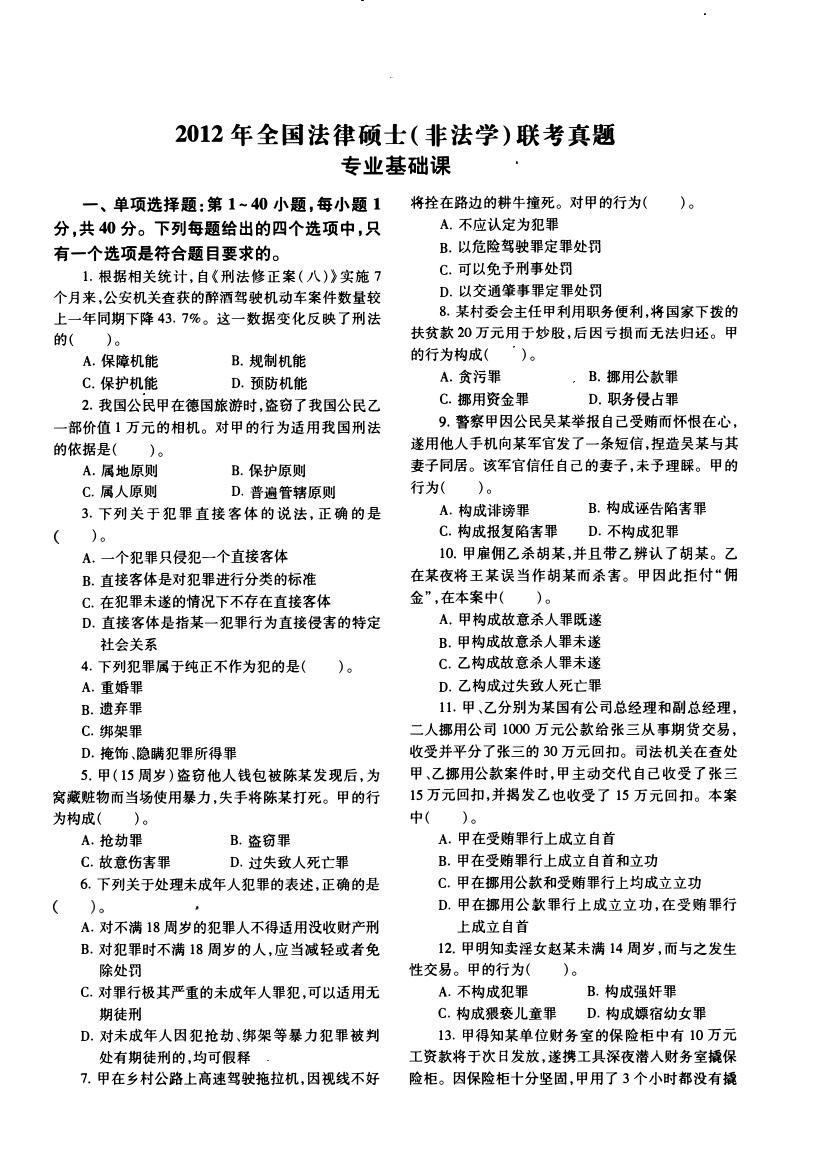 2012 年全国法律硕士(非法学)联考真题
专业基础课
一、单项选择题:第 1~40 小题,每小题 1
分,共 40 分。下列每题给出的四个选项中,只
有一个选项是符合题目要求的。
1. 根据相关统计,自《刑法修正案(八)》实施 7
个月来,公安机关查获的醉酒驾驶机动车案件数量较
上一年同期下降 43. 7%。这一数据变化反映了刑法
的(  )。
A. 保障机能 B. 规制机能
C. 保护机能 D. 预防机能
2. 我国公民甲在德国旅游时,盗窃了我国公民乙
一部价值 1 万元的相机。对甲的行为适用我国刑法
的依据是(  )。
A. 属地原则 B. 保护原则
C. 属人原则 D. 普遍管辖原则
3. 下列关于犯罪直接客体的说法,正确的是
(  )。
A. 一个犯罪只侵犯一个直接客体
B. 直接客体是对犯罪进行分类的标准
C. 在犯罪未遂的情况下不存在直接客体
D. 直接客体是指某一犯罪行为直接侵害的特定
社会关系
4. 下列犯罪属于纯正不作为犯的是(  )。
A. 重婚罪
B. 遗弃罪
C. 绑架罪
D. 掩饰、隐瞒犯罪所得罪
5. 甲(15 周岁)盗窃他人钱包被陈某发现后,为
窝藏赃物而当场使用暴力,失手将陈某打死。甲的行
为构成(  )。
A. 抢劫罪 B. 盗窃罪
C. 故意伤害罪 D. 过失致人死亡罪
6. 下列关于处理未成年人犯罪的表述,正确的是
(  )。
A. 对不满 18 周岁的犯罪人不得适用没收财产刑
B. 对犯罪时不满 18 周岁的人,应当减轻或者免
除处罚
C. 对罪行极其严重的未成年人罪犯,可以适用无
期徒刑
D. 对未成年人因犯抢劫、绑架等暴力犯罪被判
处有期徒刑的,均可假释
7. 甲在乡村公路上高速驾驶拖拉机,因视线不好
将拴在路边的耕牛撞死。对甲的行为(  )。
A. 不应认定为犯罪
B. 以危险驾驶罪定罪处罚
C. 可以免予刑事处罚
D. 以交通肇事罪定罪处罚
8. 某村委会主任甲利用职务便利,将国家下拨的
扶贫款 20 万元用于炒股,后因亏损而无法归还。甲
的行为构成(  )。
A. 贪污罪 B. 挪用公款罪
C. 挪用资金罪 D. 职务侵占罪
9. 警察甲因公民吴某举报自己受贿而怀恨在心,
遂用他人手机向某军官发了一条短信,捏造吴某与其
妻子同居。该军官信任自己的妻子,未予理睬。甲的
行为(  )。
A. 构成诽谤罪 B. 构成诬告陷害罪
C. 构成报复陷害罪 D. 不构成犯罪
10. 甲雇佣乙杀胡某,并且带乙辨认了胡某。乙
在某夜将王某误当作胡某而杀害。甲因此拒付“佣
金”,在本案中(  )。
A. 甲构成故意杀人罪既遂
B. 甲构成故意杀人罪未遂
C. 乙构成故意杀人罪未遂
D. 乙构成过失致人死亡罪
11. 甲、乙分别为某国有公司总经理和副总经理,
二人挪用公司 1000 万元公款给张三从事期货交易,
收受并平分了张三的 30 万元回扣。司法机关在查处
甲、乙挪用公款案件时,甲主动交代自己收受了张三
15 万元回扣,并揭发乙也收受了 15 万元回扣。本案
中(  )。
A. 甲在受贿罪行上成立自首
B. 甲在受贿罪行上成立自首和立功
C. 甲在挪用公款和受贿罪行上均成立立功
D. 甲在挪用公款罪行上成立立功,在受贿罪行
上成立自首
12. 甲明知卖淫女赵某未满 14 周岁,而与之发生
性交易。甲的行为(  )。
A. 不构成犯罪 B. 构成强奸罪
C. 构成猥亵儿童罪 D. 构成嫖宿幼女罪
13. 甲得知某单位财务室的保险柜中有 10 万元
工资款将于次日发放,遂携工具深夜潜入财务室撬保
险柜。因保险柜十分坚固,甲用了 3 个小时都没有撬